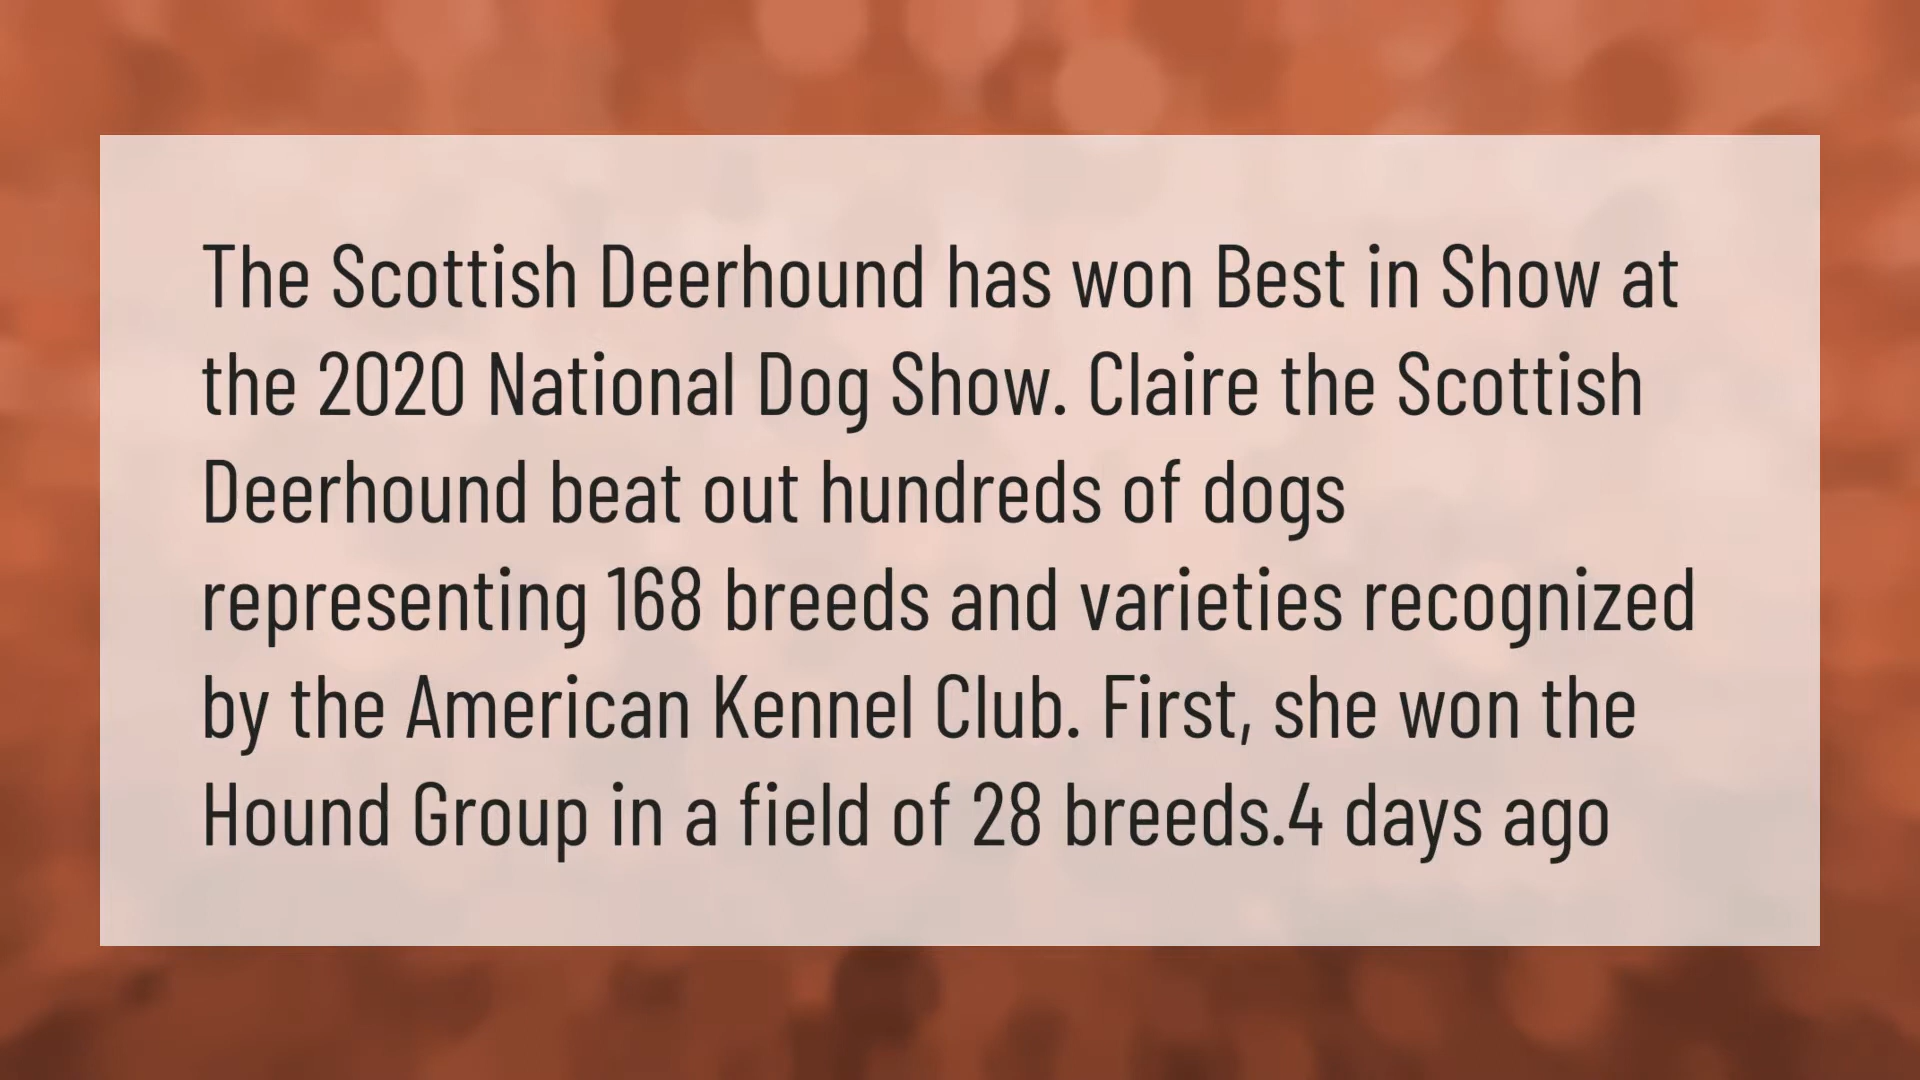 The Scottish Deerhound has won Best in Show at
the 2020 National Dog Show. Claire the Scottish
Deerhound beat out hundreds of dogs
representing 168 breeds and varieties recognized
by the American Kennel Club. First, she won the
Hound Group in a field of 28 breeds.4 days ago